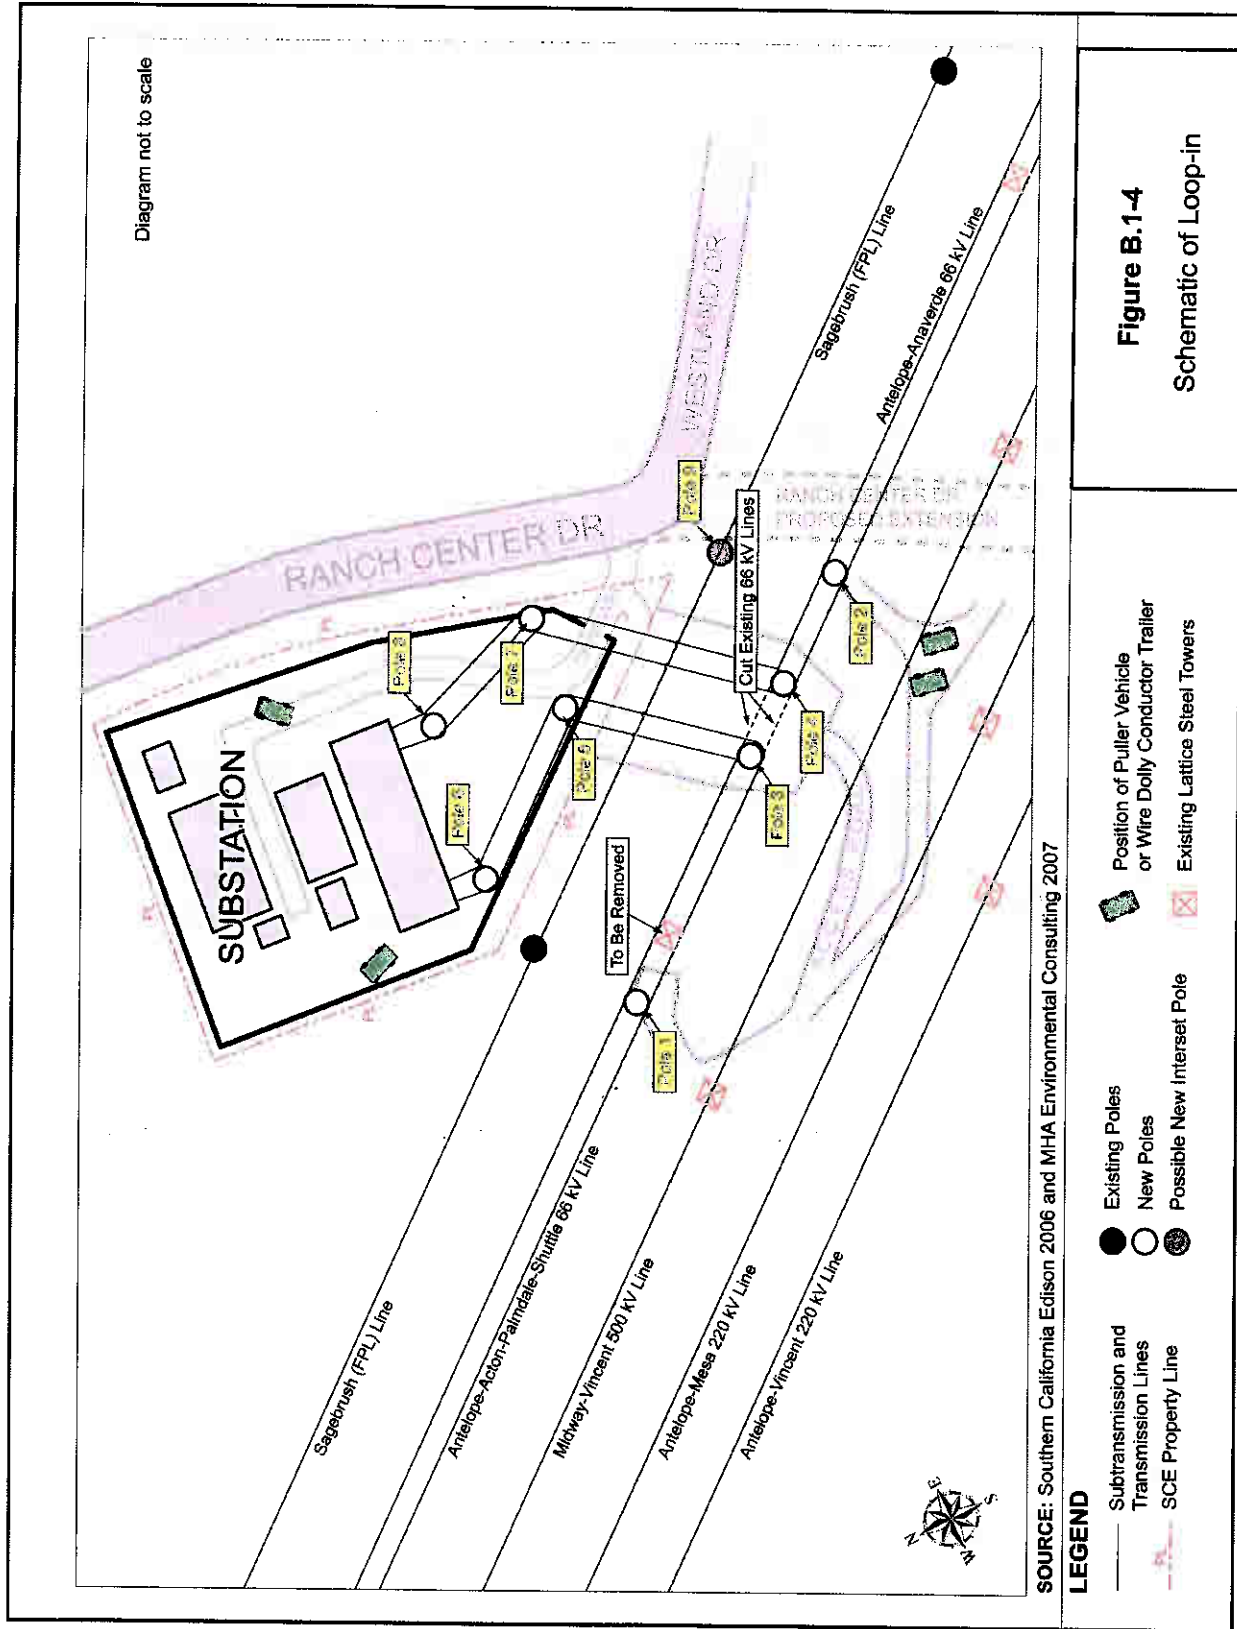 Diagram not to scale
SUBSTATION
RANCH CENTER DR
WESTLAND DR
RANCH CENTER DR
PROPOSED EXTENSION
Pole 8
Pole 7
Pole 6
Pole 5
Pole 9
Cut Existing 66 kV Lines
Pole 2
Pole 4
Pole 3
To Be Removed
Pole 1
Sagebrush (FPL) Line
Antelope-Anaverde 66 kV Line
Sagebrush (FPL) Line
Antelope-Acton-Palmdale-Shuttle 66 kV Line
Midway-Vincent 500 kV Line
Antelope-Mesa 220 kV Line
Antelope-Vincent 220 kV Line
N
E
S
W
SOURCE: Southern California Edison 2006 and MHA Environmental Consulting 2007
LEGEND
Subtransmission and
Transmission Lines
PL
SCE Property Line
Existing Poles
New Poles
Possible New Interset Pole
Position of Puller Vehicle
or Wire Dolly Conductor Trailer
Existing Lattice Steel Towers
Figure B.1-4
Schematic of Loop-in